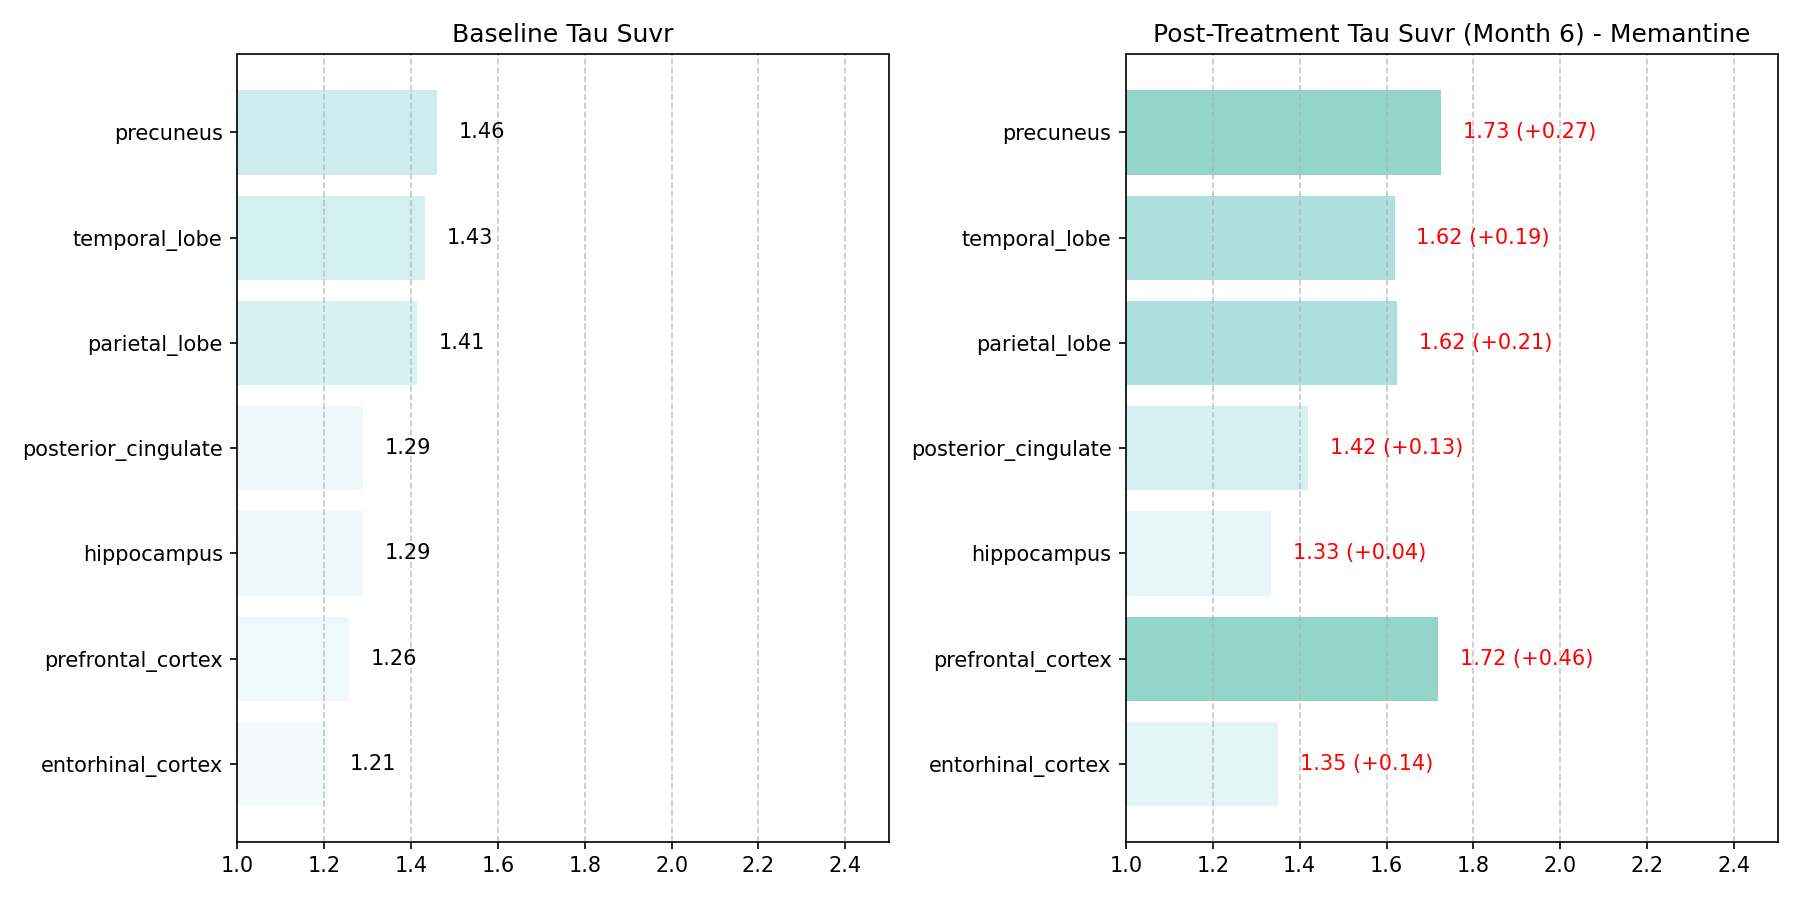 Baseline Tau Suvr
precuneus
1.46
temporal_lobe
1.43
parietal_lobe
1.41
posterior_cingulate
1.29
hippocampus
1.29
prefrontal_cortex
1.26
entorhinal_cortex
1.21
1.0 1.2 1.4 1.6 1.8 2.0 2.2 2.4
Post-Treatment Tau Suvr (Month 6) - Memantine
precuneus
1.73 (+0.27)
temporal_lobe
1.62 (+0.19)
parietal_lobe
1.62 (+0.21)
posterior_cingulate
1.42 (+0.13)
hippocampus
1.33 (+0.04)
prefrontal_cortex
1.72 (+0.46)
entorhinal_cortex
1.35 (+0.14)
1.0 1.2 1.4 1.6 1.8 2.0 2.2 2.4